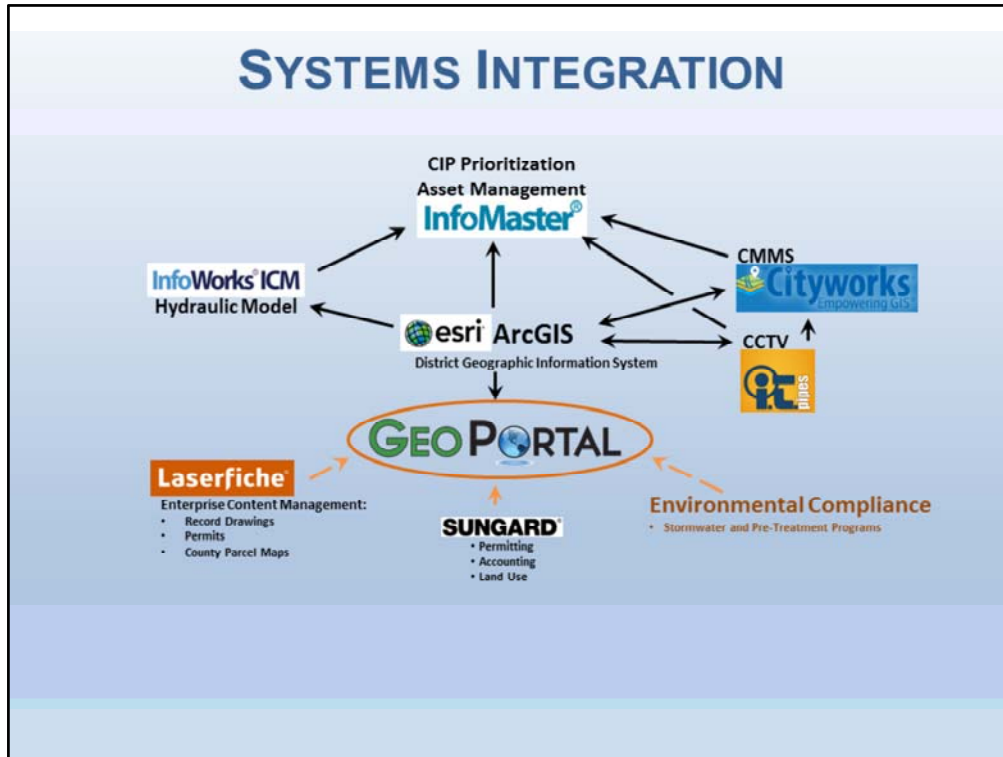 SYSTEMS INTEGRATION
CIP Prioritization
Asset Management
InfoMaster®
InfoWorks® ICM
Hydraulic Model
CMMS
Cityworks
Empowering GIS®
esri® ArcGIS
District Geographic Information System
CCTV
i.t.
pipes
GEOPORTAL
Laserfiche®
Enterprise Content Management:
• Record Drawings
• Permits
• County Parcel Maps
SUNGARD®
• Permitting
• Accounting
• Land Use
Environmental Compliance
• Stormwater and Pre-Treatment Programs